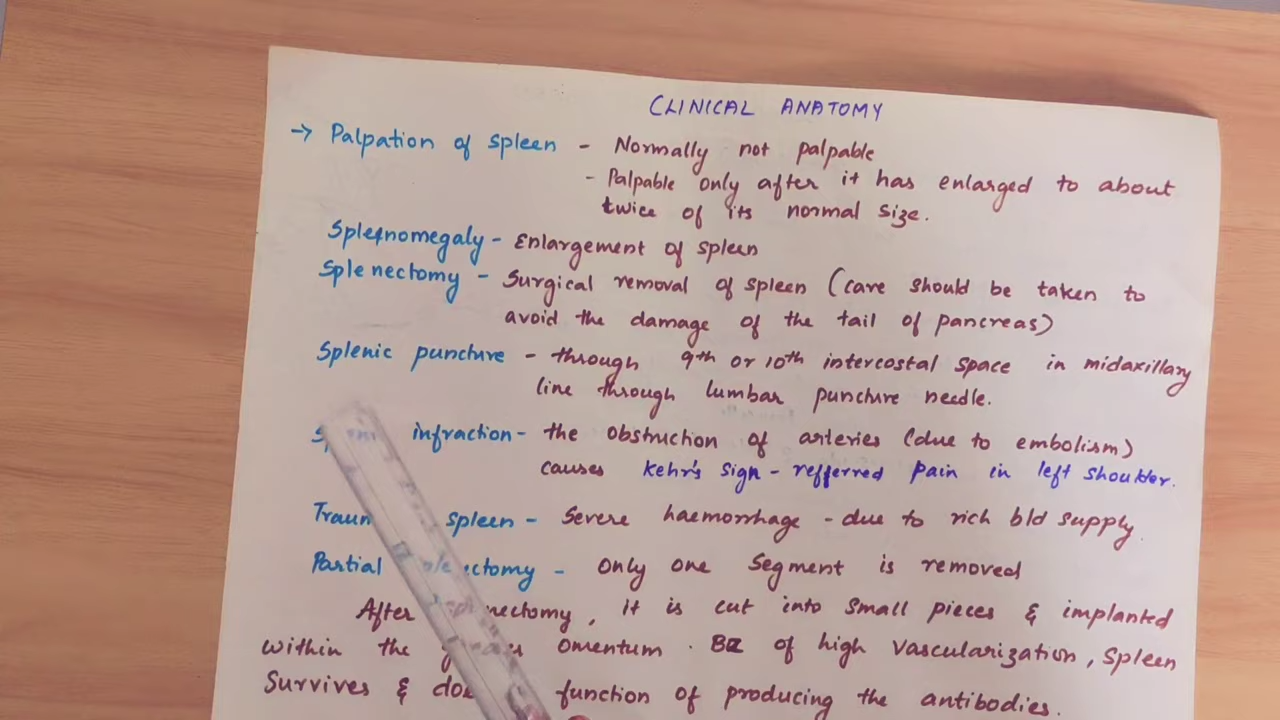 CLINICAL ANATOMY
→ Palpation of spleen - Normally not palpable
- Palpable only after it has enlarged to about
twice of its normal size.
Splenomegaly - Enlargement of spleen
Splenectomy - Surgical removal of spleen (care should be taken to
avoid the damage of the tail of pancreas)
Splenic puncture - through 9th or 10th intercostal space in midaxillary
line through lumbar puncture needle.
infraction - the obstruction of arteries (due to embolism)
causes Kehr's sign - refferred pain in left shoulder.
spleen - Severe haemorrhage - due to rich bld supply
Partial - only one segment is removed
After , it is cut into small pieces & implanted
within the omentum. Bz of high vascularization, spleen
Survives & function of producing the antibodies.